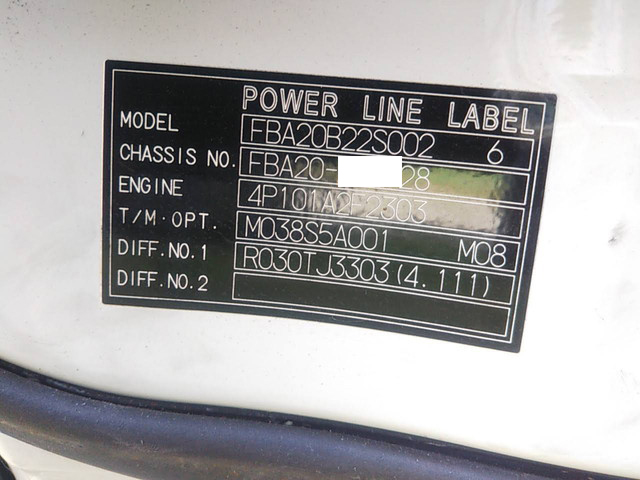 POWER LINE LABEL
MODEL FBA20B22S002 6
CHASSIS NO. FBA20- 28
ENGINE 4P101A2F2303
T/M·OPT. M038S5A001 M08
DIFF.NO.1 R030TJ3303(4.111)
DIFF.NO.2